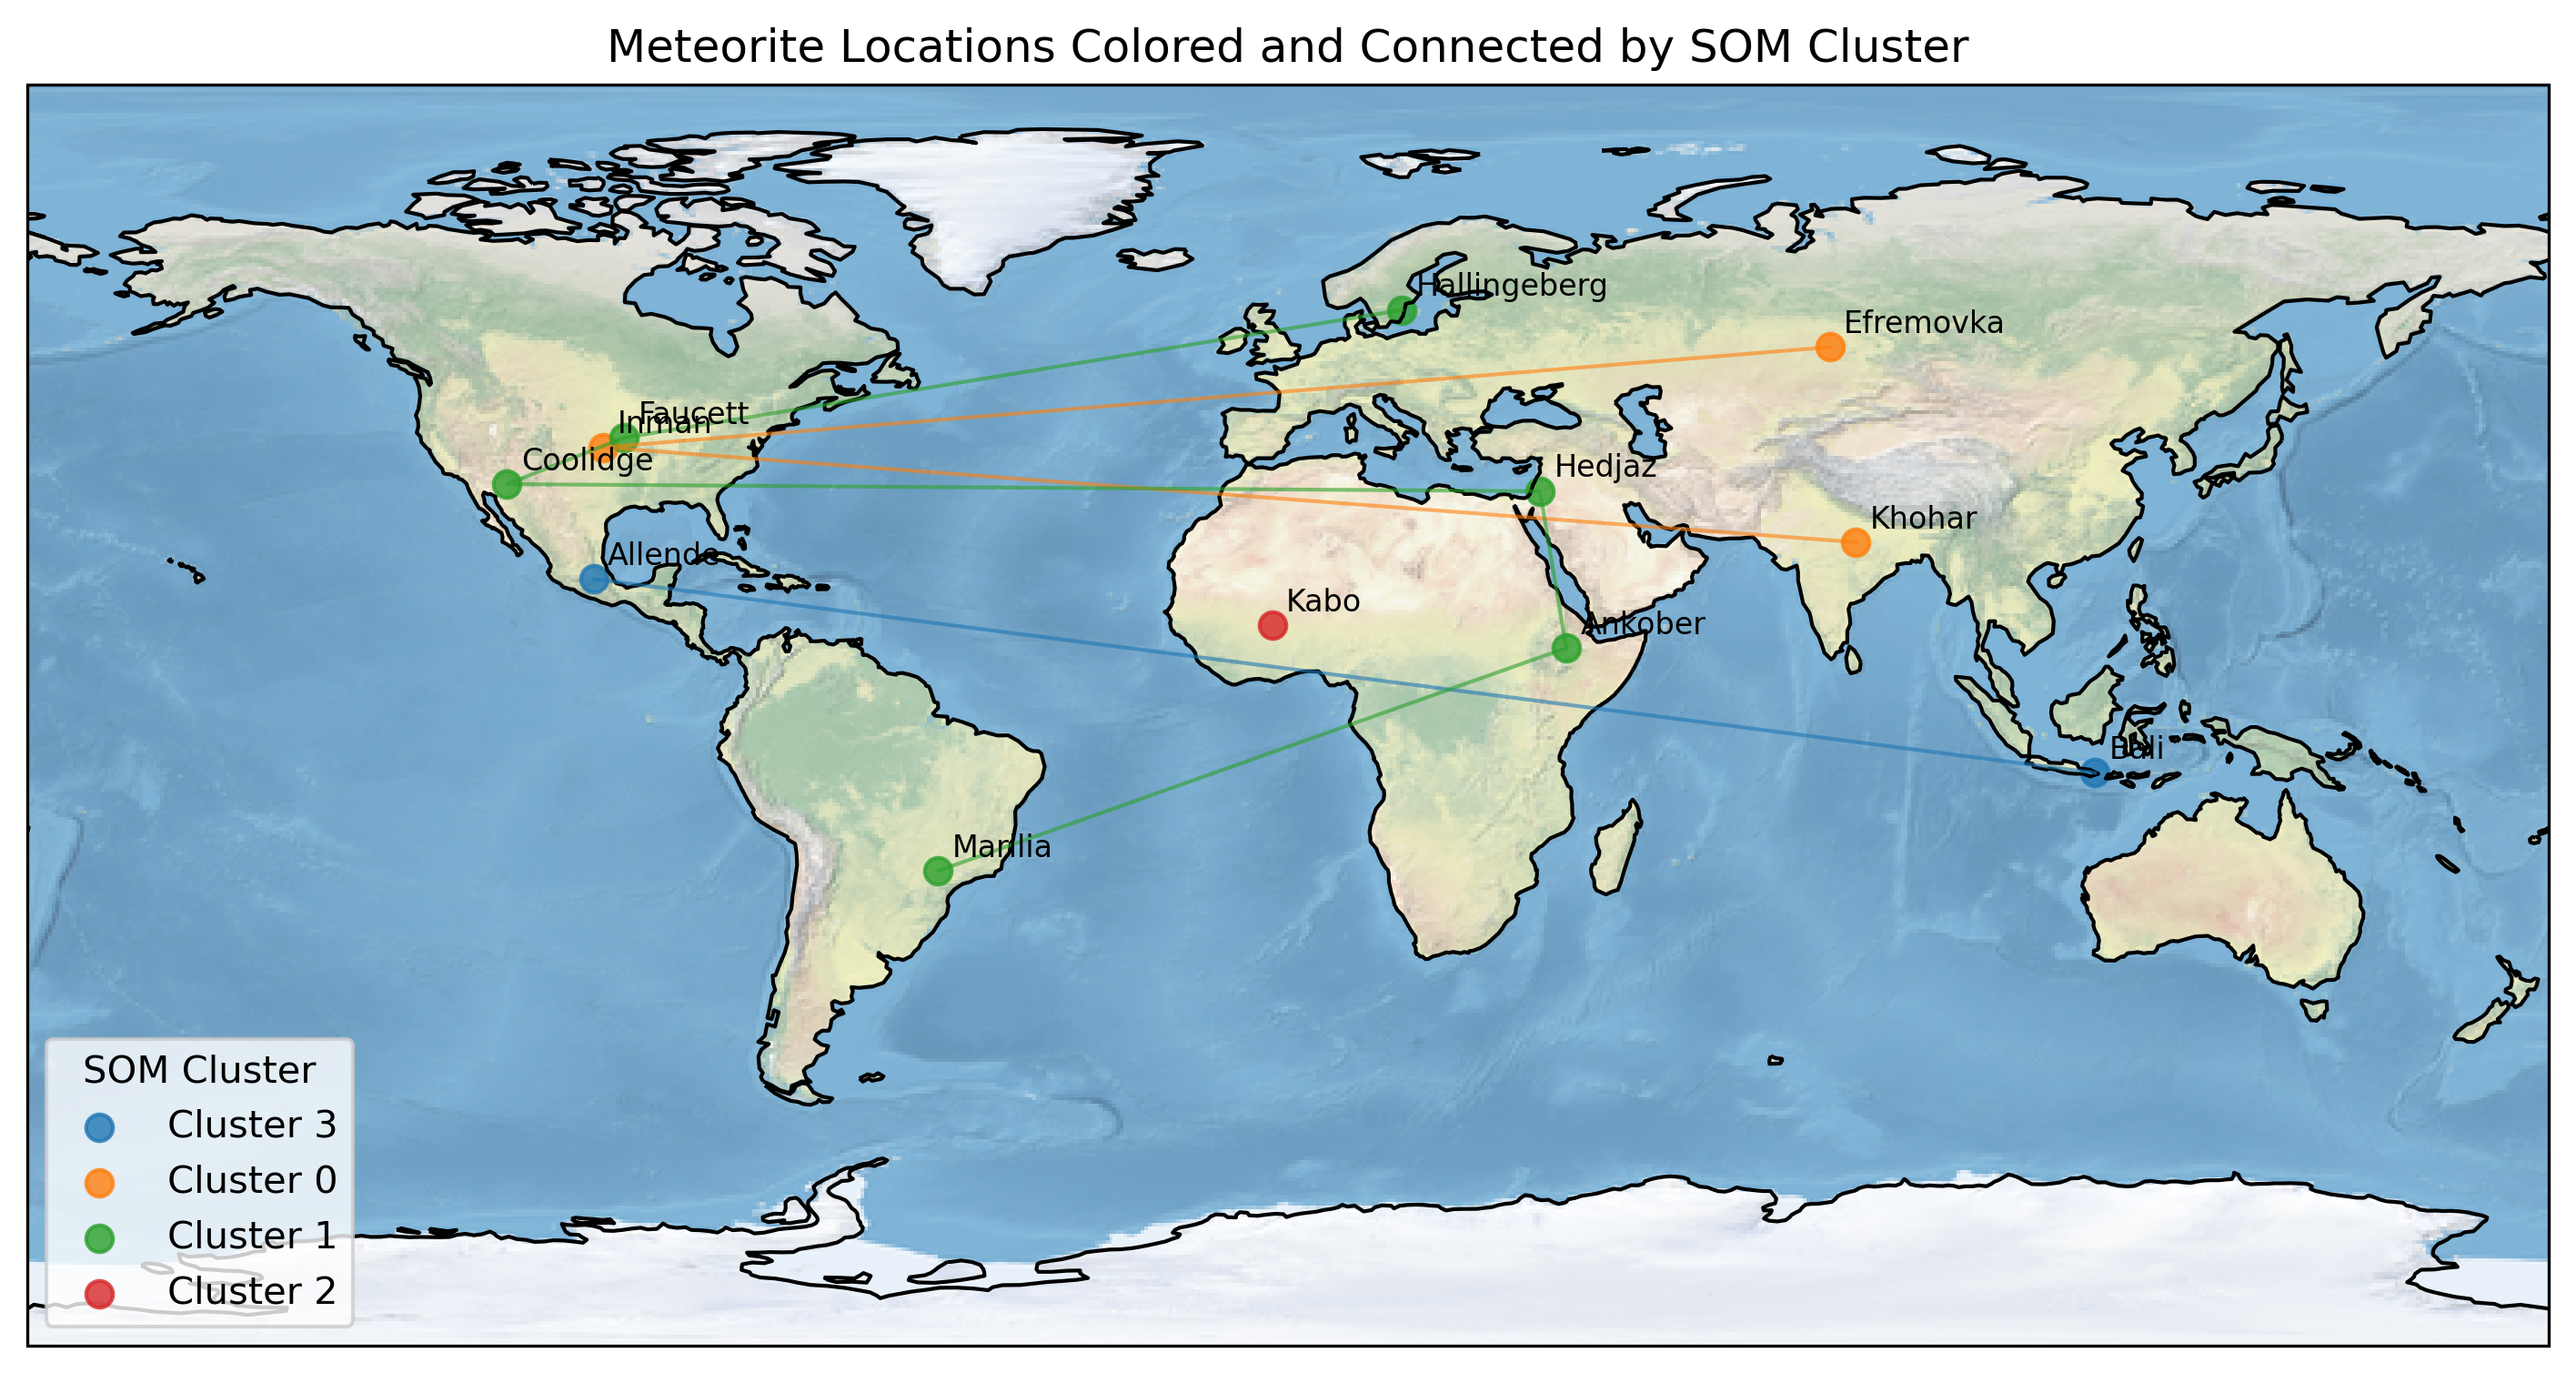 Meteorite Locations Colored and Connected by SOM Cluster
Hallingeberg
Efremovka
Faucett
Inman
Coolidge
Hedjaz
Khohar
Allende
Kabo
Ankober
Bali
Marilia
SOM Cluster
Cluster 3
Cluster 0
Cluster 1
Cluster 2